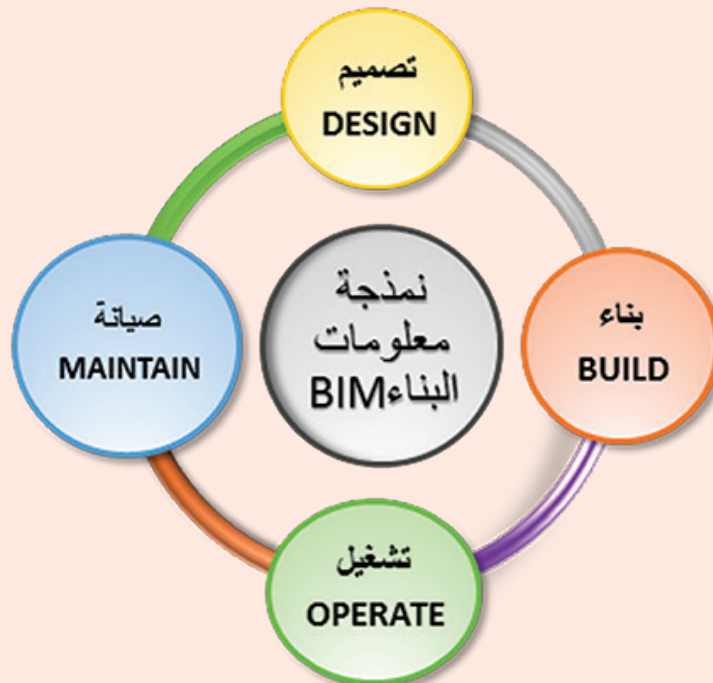 تصميم
DESIGN
نمذجة
معلومات
البناءBIM
بناء
BUILD
صيانة
MAINTAIN
تشغيل
OPERATE